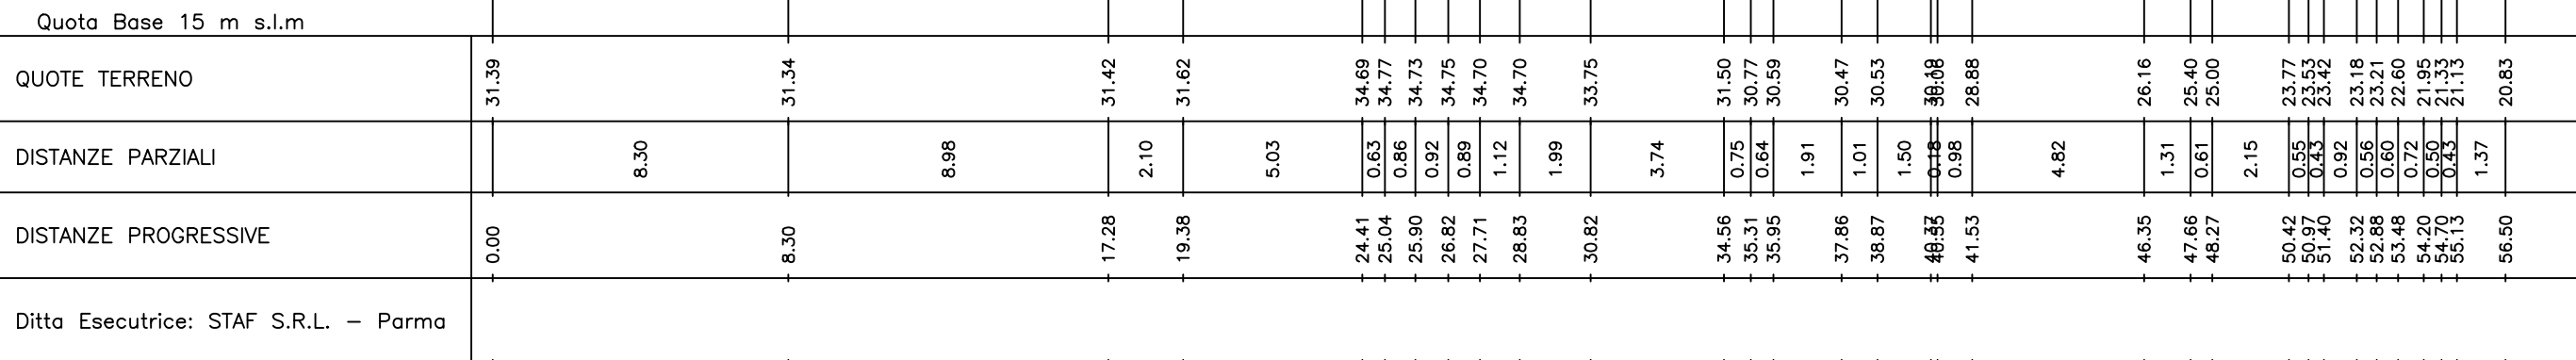 Quota Base 15 m s.l.m
QUOTE TERRENO 31.39 31.34 31.42 31.62 34.69 34.77 34.73 34.75 34.70 34.70 33.75 31.50 30.77 30.59 30.47 30.53 28.88 26.16 25.40 25.00 23.77 23.53 23.42 23.18 23.21 22.60 21.95 21.33 21.13 20.83
DISTANZE PARZIALI 8.30 8.98 2.10 5.03 0.63 0.86 0.92 0.89 1.12 1.99 3.74 0.75 0.64 1.91 1.01 1.50 0.18 0.98 4.82 1.31 0.61 2.15 0.55 0.43 0.92 0.56 0.60 0.72 0.50 0.43 1.37
DISTANZE PROGRESSIVE 0.00 8.30 17.28 19.38 24.41 25.04 25.90 26.82 27.71 28.83 30.82 34.56 35.31 35.95 37.86 38.87 40.37 40.55 41.53 46.35 47.66 48.27 50.42 50.97 51.40 52.32 52.88 53.48 54.20 54.70 55.13 56.50
Ditta Esecutrice: STAF S.R.L. - Parma